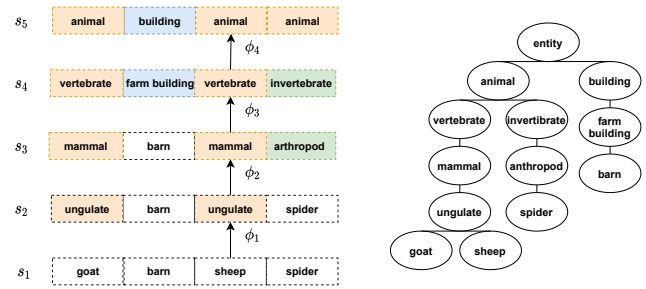 s5 animal building animal animal
ϕ4
s4 vertebrate farm building vertebrate invertebrate
ϕ3
s3 mammal barn mammal arthropod
ϕ2
s2 ungulate barn ungulate spider
ϕ1
s1 goat barn sheep spider
entity
animal building
vertebrate invertibrate farm
building
mammal anthropod barn
ungulate spider
goat sheep